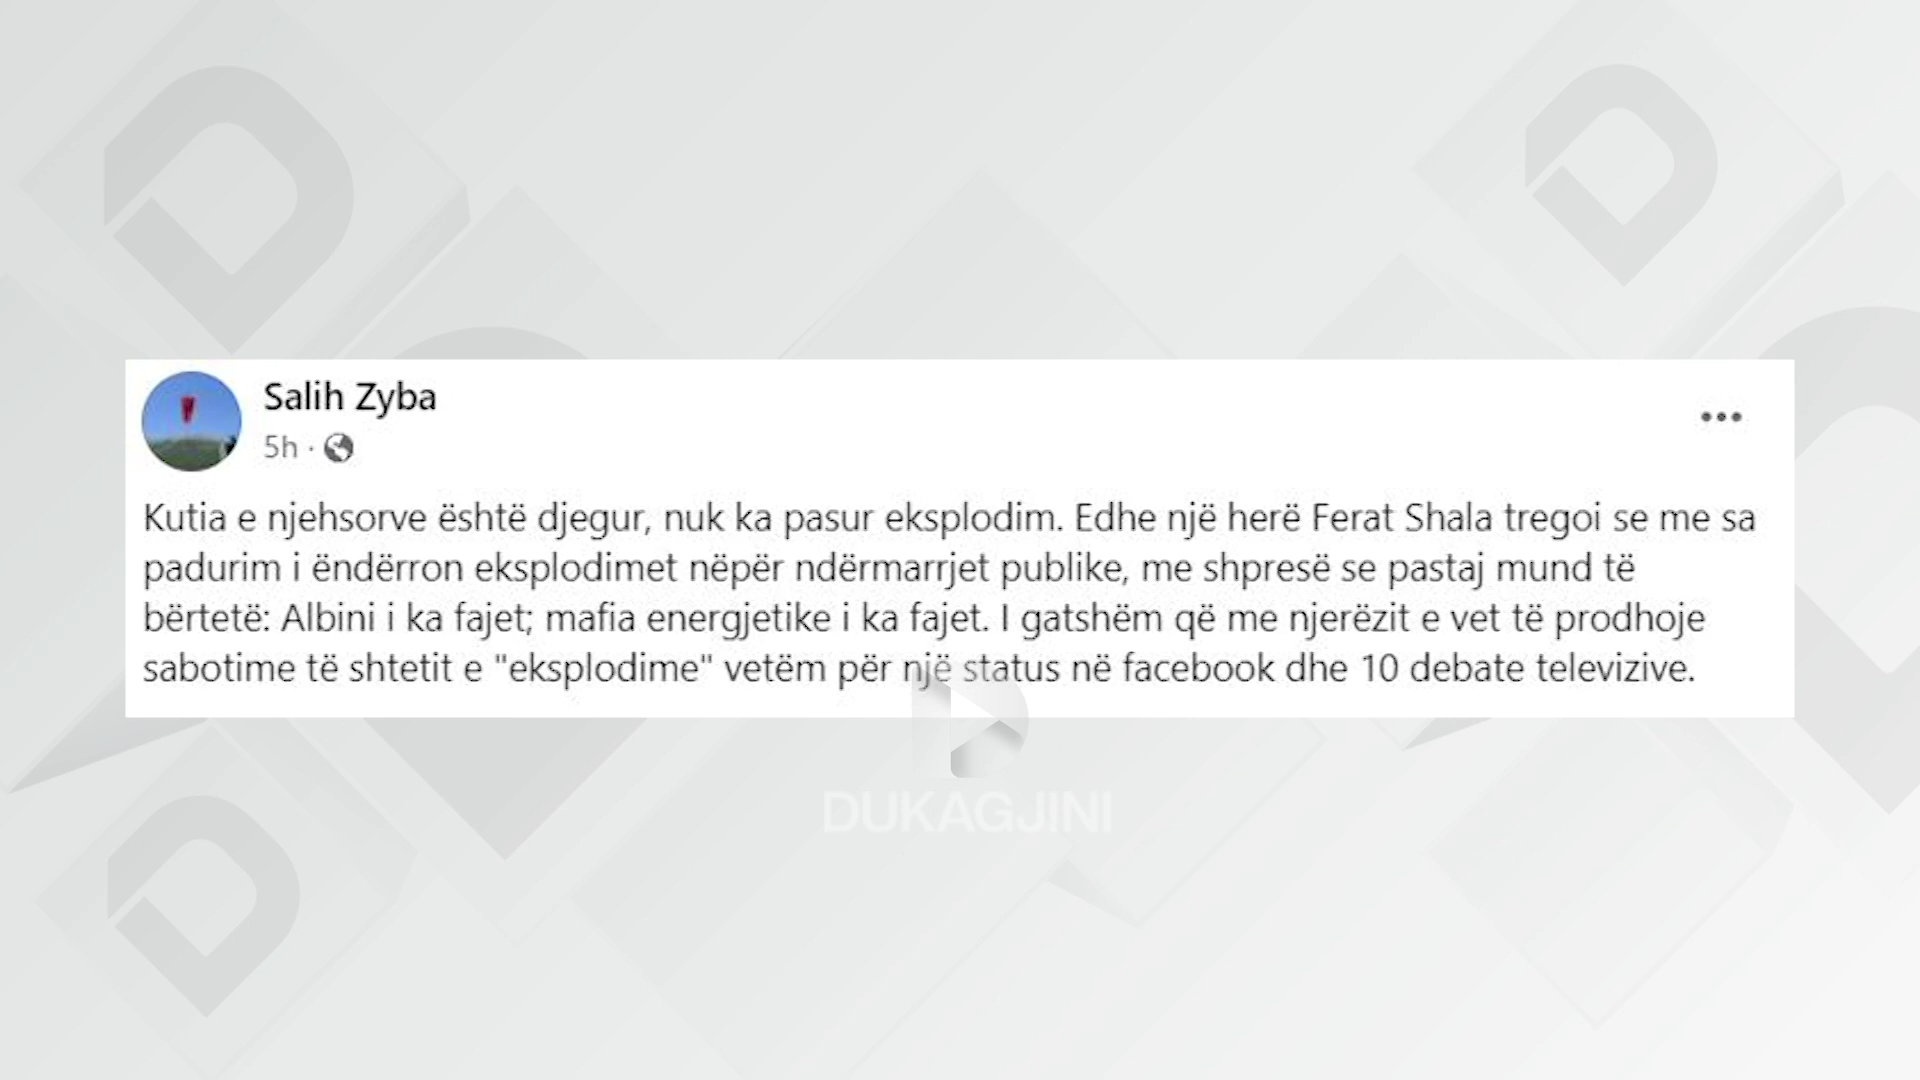 Salih Zyba
5h ·
Kutia e njehsorve është djegur, nuk ka pasur eksplodim. Edhe një herë Ferat Shala tregoi se me sa
padurim i ëndërron eksplodimet nëpër ndërmarrjet publike, me shpresë se pastaj mund të
bërtetë: Albini i ka fajet; mafia energjetike i ka fajet. I gatshëm që me njerëzit e vet të prodhoje
sabotime të shtetit e "eksplodime" vetëm për një status në facebook dhe 10 debate televizive.
DUKAGJINI